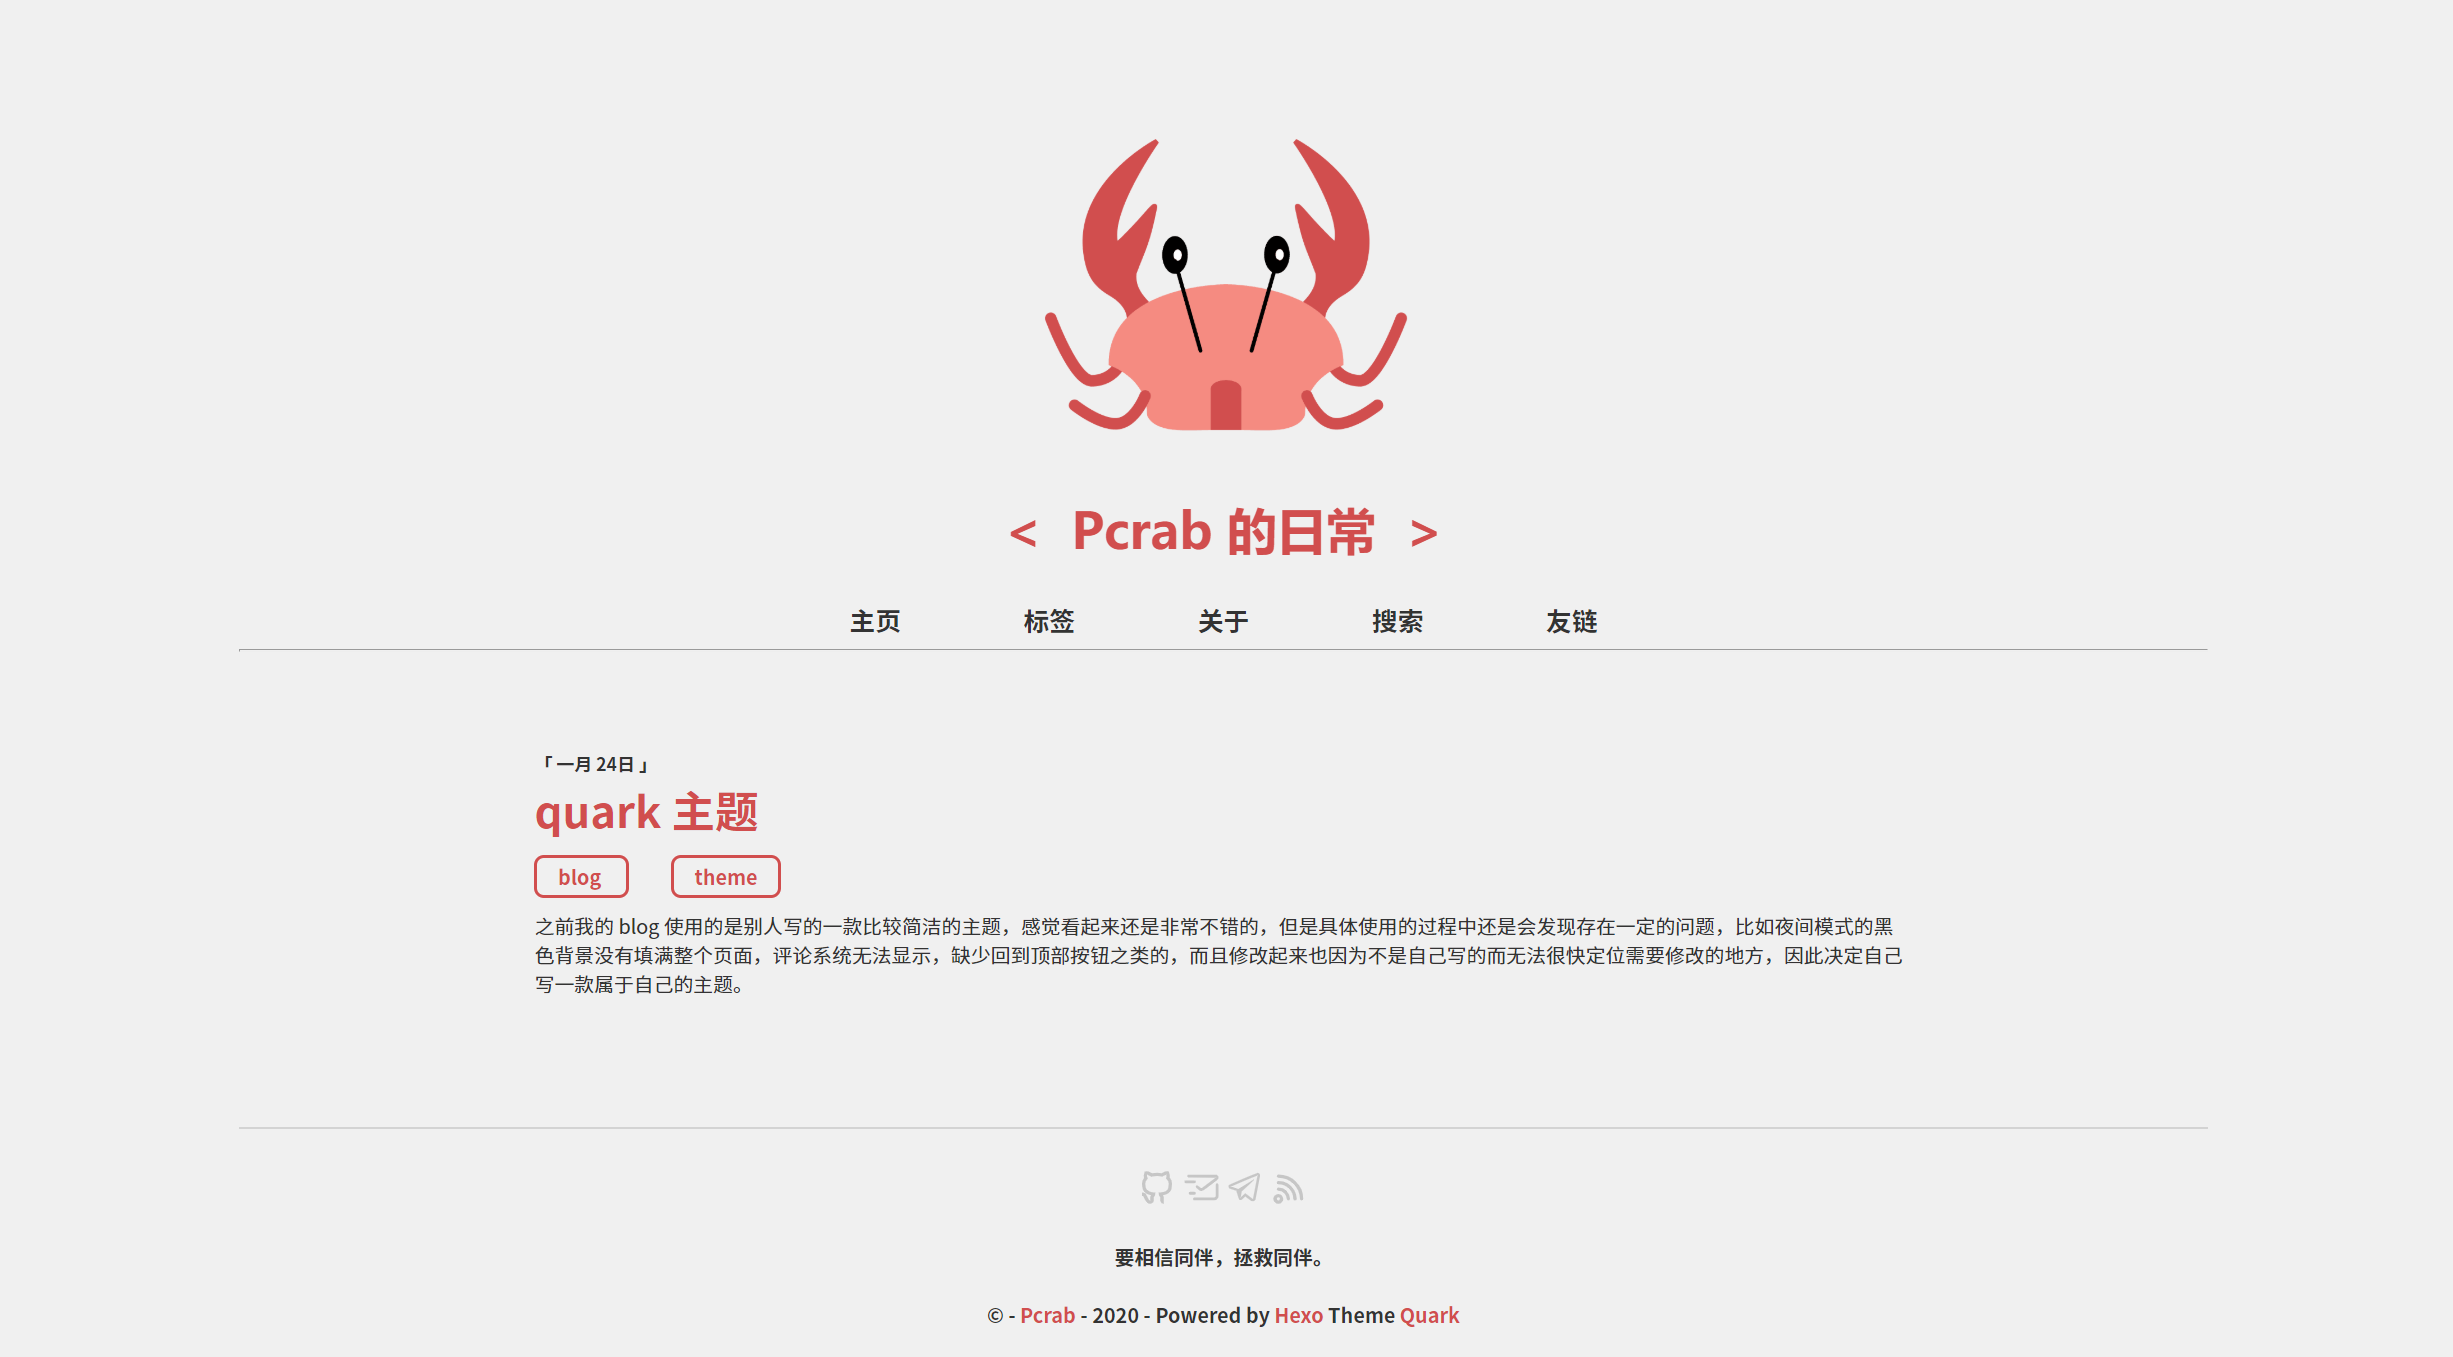 < Pcrab 的日常 >
主页 标签 关于 搜索 友链
「 一月 24日 」
quark 主题
blog theme
之前我的 blog 使用的是别人写的一款比较简洁的主题，感觉看起来还是非常不错的，但是具体使用的过程中还是会发现存在一定的问题，比如夜间模式的黑
色背景没有填满整个页面，评论系统无法显示，缺少回到顶部按钮之类的，而且修改起来也因为不是自己写的而无法很快定位需要修改的地方，因此决定自己
写一款属于自己的主题。
要相信同伴，拯救同伴。
© - Pcrab - 2020 - Powered by Hexo Theme Quark